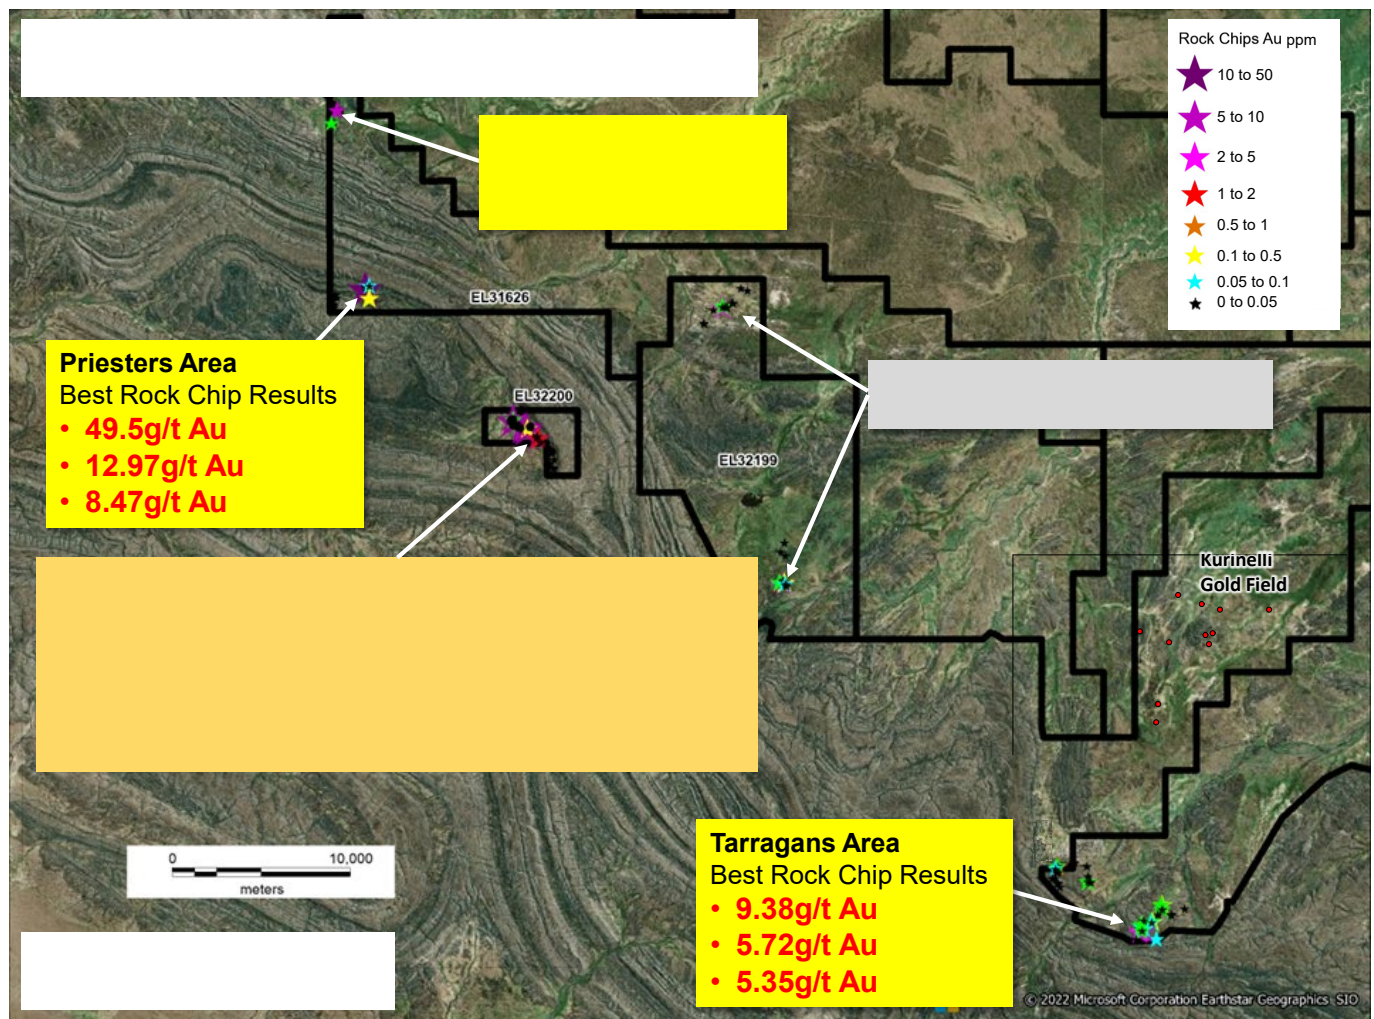 Rock Chips Au ppm
10 to 50
5 to 10
2 to 5
1 to 2
0.5 to 1
0.1 to 0.5
0.05 to 0.1
0 to 0.05
EL31626
Priesters Area
Best Rock Chip Results
• 49.5g/t Au
• 12.97g/t Au
• 8.47g/t Au
EL32200
EL32199
Kurinelli
Gold Field
0 10,000
meters
Tarragans Area
Best Rock Chip Results
• 9.38g/t Au
• 5.72g/t Au
• 5.35g/t Au
© 2022 Microsoft Corporation Earthstar Geographics SIO